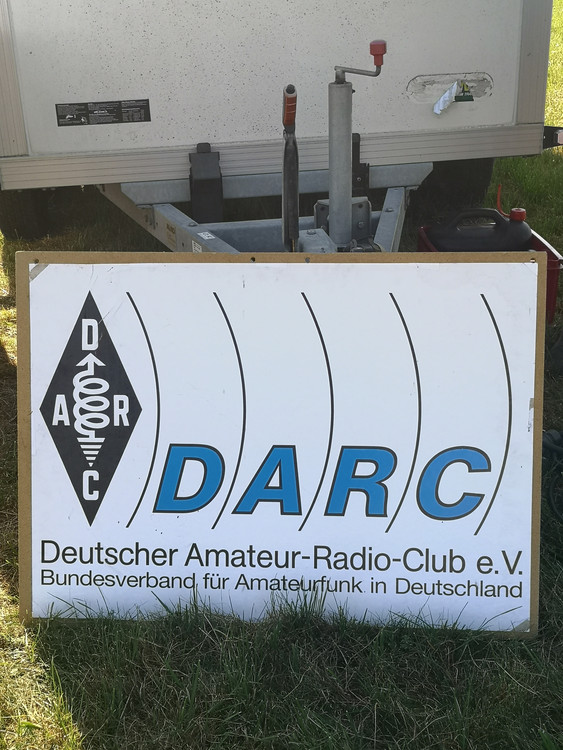 D
A R
C
DARC
Deutscher Amateur-Radio-Club e.V.
Bundesverband für Amateurfunk in Deutschland